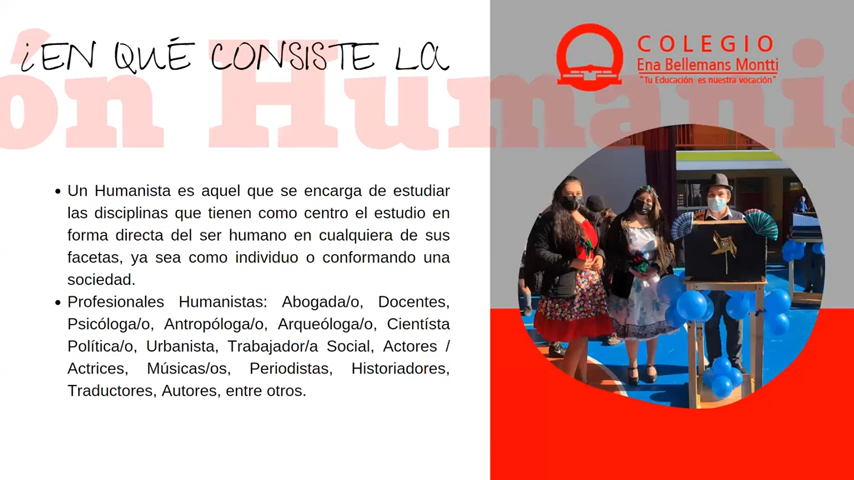 ¿EN QUÉ CONSISTE LA
ón Humanis
COLEGIO
Ena Bellemans Montti
"Tu Educación es nuestra vocación"
• Un Humanista es aquel que se encarga de estudiar
las disciplinas que tienen como centro el estudio en
forma directa del ser humano en cualquiera de sus
facetas, ya sea como individuo o conformando una
sociedad.
• Profesionales Humanistas: Abogada/o, Docentes,
Psicóloga/o, Antropóloga/o, Arqueóloga/o, Cientísta
Política/o, Urbanista, Trabajador/a Social, Actores /
Actrices, Músicas/os, Periodistas, Historiadores,
Traductores, Autores, entre otros.